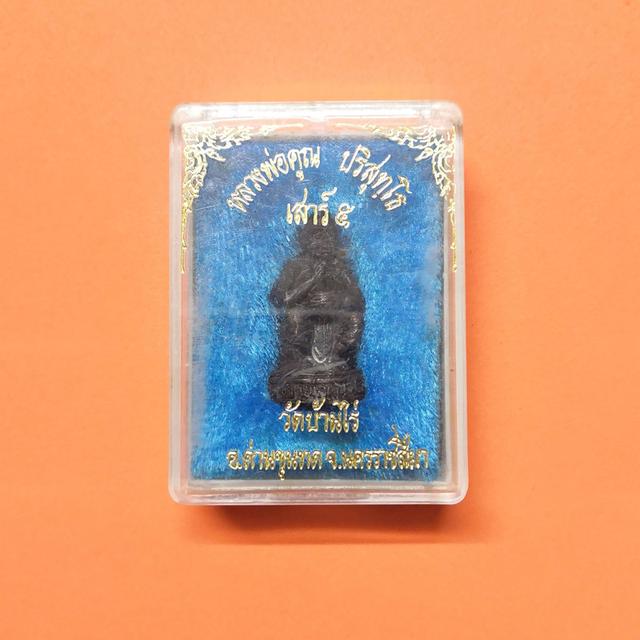 หลวงพ่อคูณ ปริสุทฺโธ
เสาร์ ๕
วัดบ้านไร่
อ.ด่านขุนทด จ.นครราชสีมา